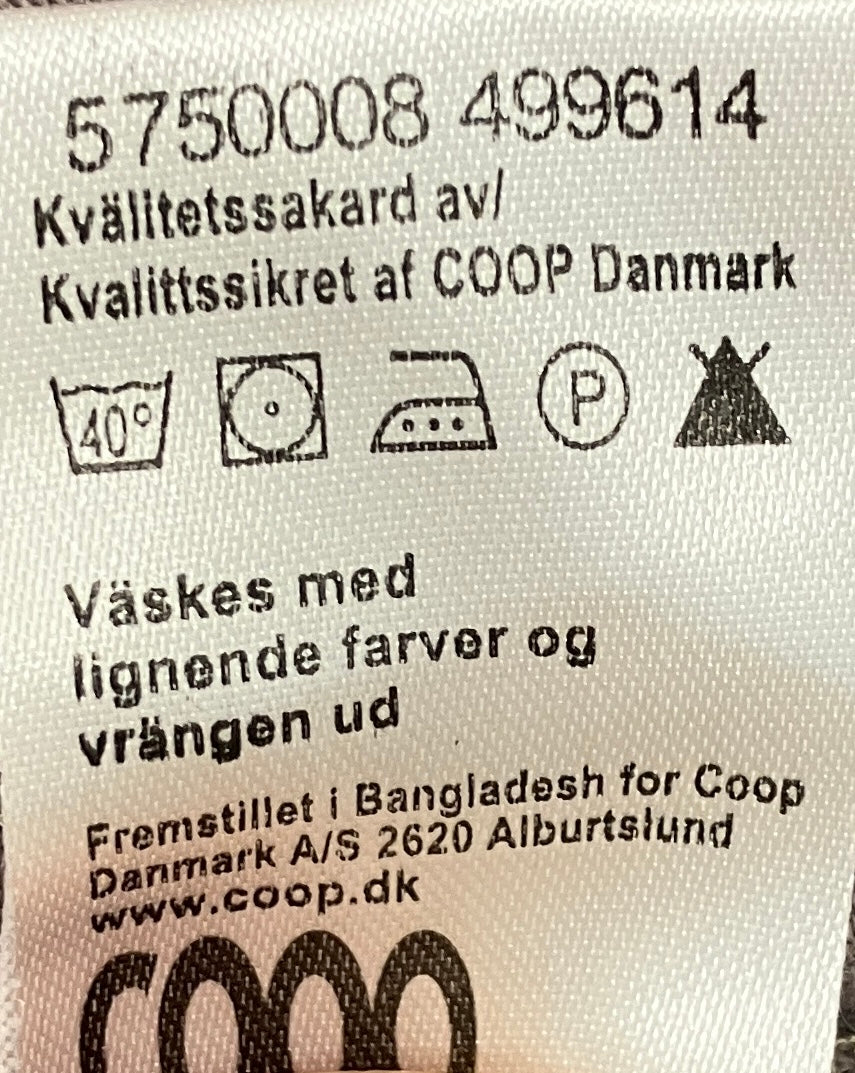 5750008 499614
Kvälitetssakard av/
Kvalittssikret af COOP Danmark
40°
P
Väskes med
lignende farver og
vrängen ud
Fremstillet i Bangladesh for Coop
Danmark A/S 2620 Alburtslund
www.coop.dk